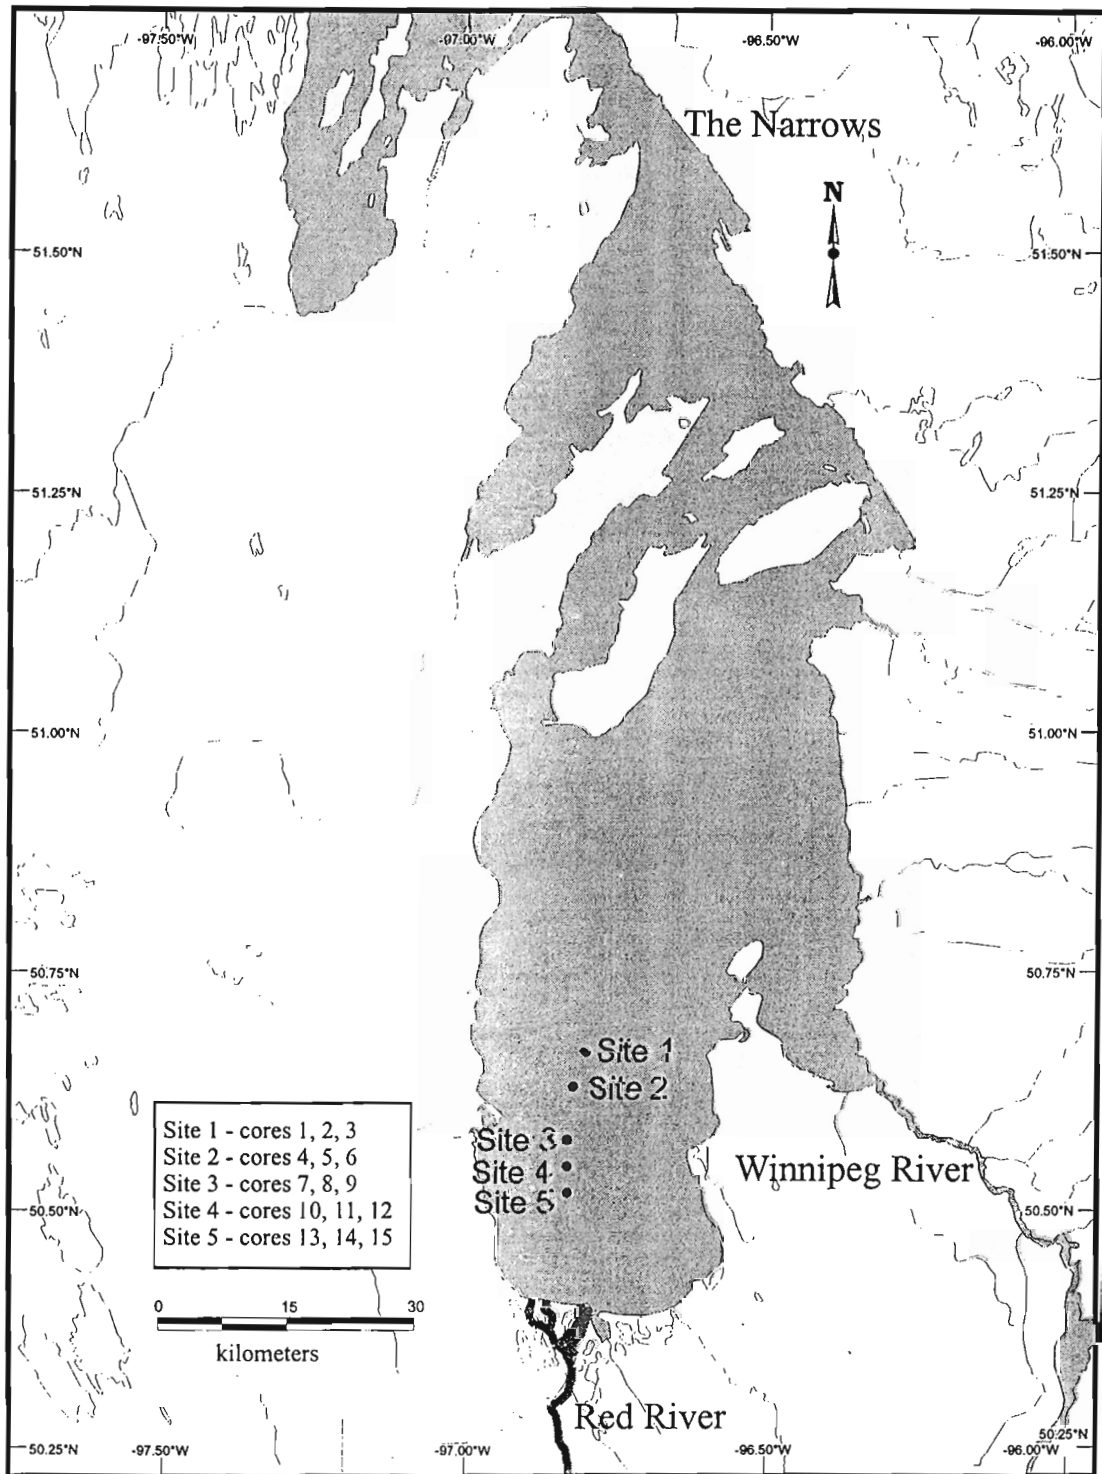 -97.50°W
-97.00°W
-96.50°W
-96.00°W
The Narrows
N
51.50°N
51.50°N
51.25°N
51.25°N
51.00°N
51.00°N
50.75°N
50.75°N
Site 1
Site 2
Site 3
Site 4
Site 5
Winnipeg River
Site 1 - cores 1, 2, 3
Site 2 - cores 4, 5, 6
Site 3 - cores 7, 8, 9
Site 4 - cores 10, 11, 12
Site 5 - cores 13, 14, 15
50.50°N
50.50°N
0 15 30
kilometers
Red River
50.25°N
50.25°N
-97.50°W
-97.00°W
-96.50°W
-96.00°W